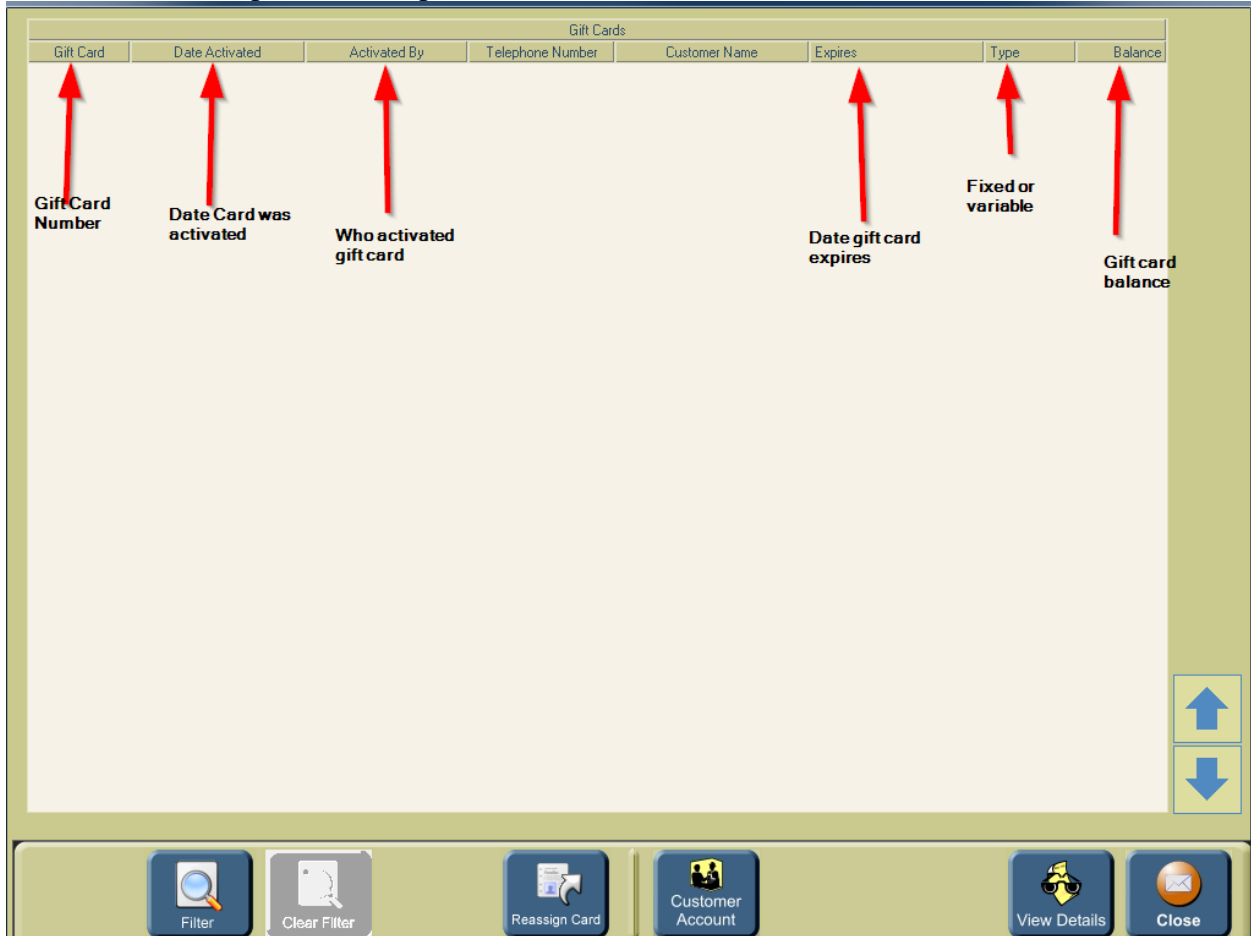 Gift Cards
Gift Card Date Activated Activated By Telephone Number Customer Name Expires Type Balance
Gift Card
Number
Date Card was
activated
Who activated
gift card
Date gift card
expires
Fixed or
variable
Gift card
balance
Filter
Clear Filter
Reassign Card
Customer
Account
View Details
Close